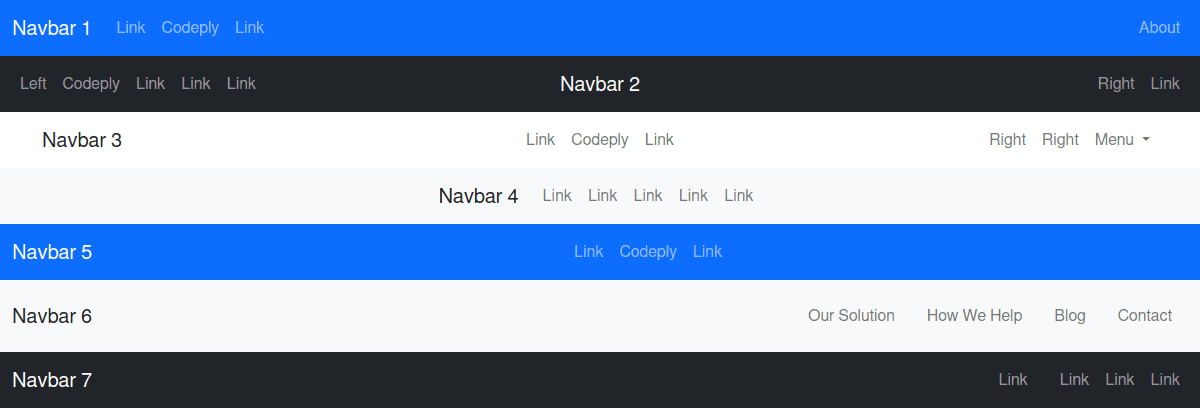 Navbar 1 Link Codeply Link About
Left Codeply Link Link Link Navbar 2 Right Link
Navbar 3 Link Codeply Link Right Right Menu
Navbar 4 Link Link Link Link Link
Navbar 5 Link Codeply Link
Navbar 6 Our Solution How We Help Blog Contact
Navbar 7 Link Link Link Link